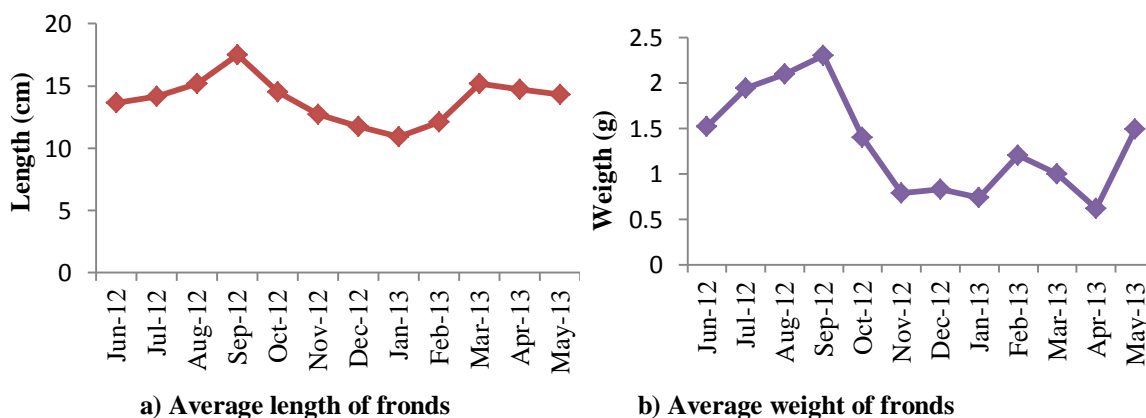 20
15
10
5
0
Length (cm)
Jun-12
Jul-12
Aug-12
Sep-12
Oct-12
Nov-12
Dec-12
Jan-13
Feb-13
Mar-13
Apr-13
May-13
a) Average length of fronds
2.5
2
1.5
1
0.5
0
Weigth (g)
Jun-12
Jul-12
Aug-12
Sep-12
Oct-12
Nov-12
Dec-12
Jan-13
Feb-13
Mar-13
Apr-13
May-13
b) Average weight of fronds